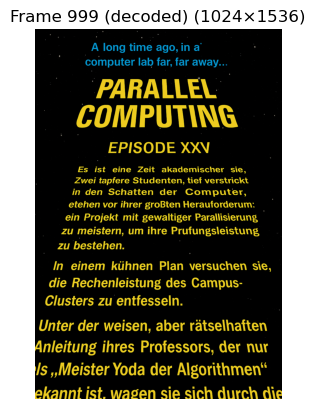 Frame 999 (decoded) (1024×1536)
A long time ago, in a
computer lab far, far away...
PARALLEL
COMPUTING
EPISODE XXV
Es ist eine Zeit akademischer sie,
Zwei tapfere Studenten, tief verstrickt
in den Schatten der Computer,
etehen vor ihrer großten Herauforderum:
ein Projekt mit gewaltiger Parallisierung
zu meistern, um ihre Prufungsleistung
zu bestehen.
In einem kühnen Plan versuchen sie,
die Rechenleistung des Campus-
Clusters zu entfesseln.
Unter der weisen, aber rätselhaften
Anleitung ihres Professors, der nur
ls „Meister Yoda der Algorithmen“
ekannt ist, wagen sie sich durch die